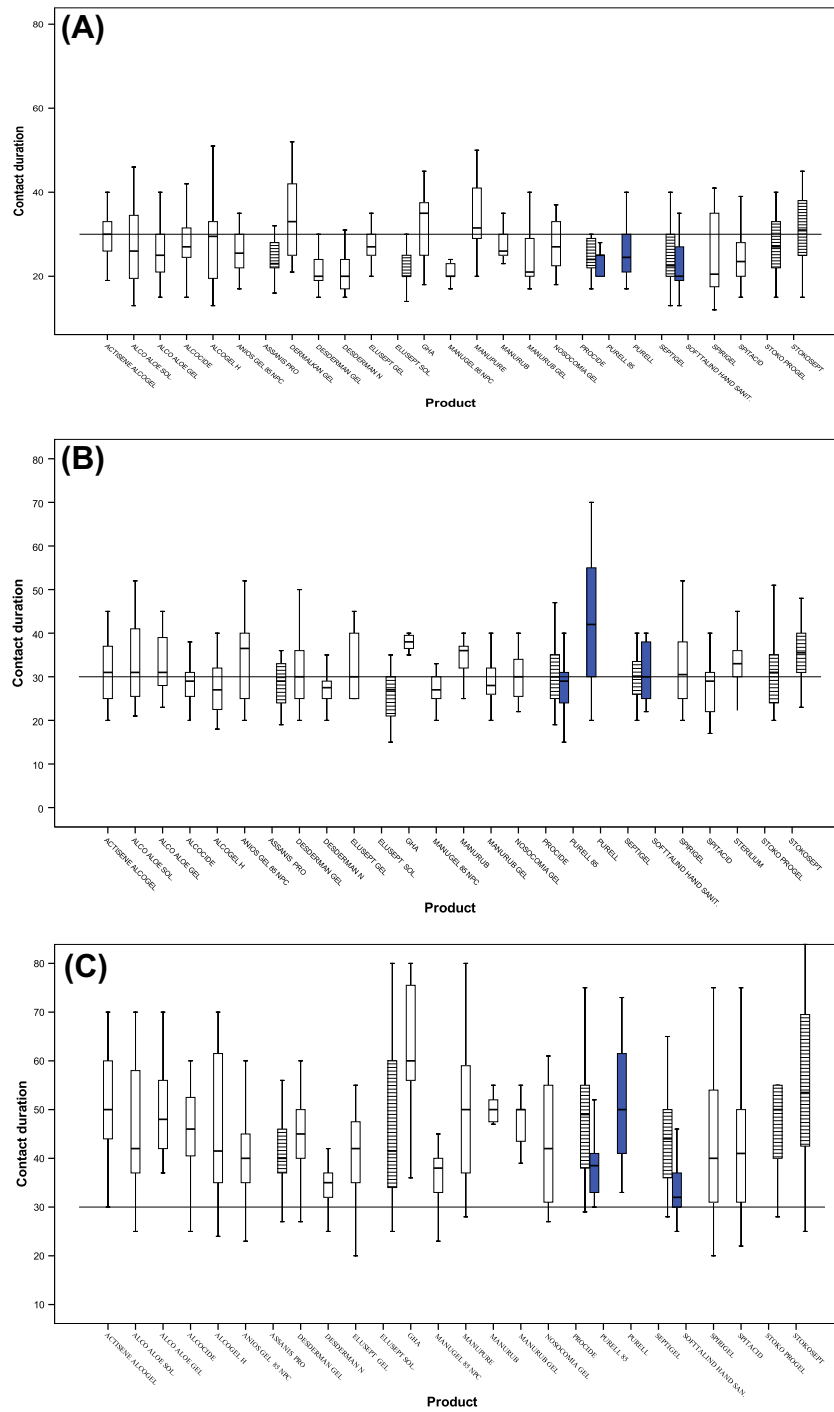 (A)
Contact duration
80
60
40
20
ACTISENE ALCOGEL
ALCO ALOE SOL.
ALCO ALOE GEL
ALCOCIDE
ALCOGEL H
ANIOS GEL 85 NPC
ASSANIS PRO
DERMALKAN GEL
DESDERMAN GEL
DESDERMAN N
ELUSEPT GEL
ELUSEPT SOL.
GHA
MANUGEL 85 NPC
MANUPURE
MANURUB
MANURUB GEL
NOSOCOMIA GEL
PROCIDE
PURELL 85
PURELL
SEPTIGEL
SOFTTALIND HAND SANIT.
SPIRIGEL
SPITACID
STOKO PROGEL
STOKOSEPT
Product
(B)
Contact duration
80
70
60
50
40
30
20
10
0
ACTISENE ALCOGEL
ALCO ALOE SOL.
ALCO ALOE GEL
ALCOCIDE
ALCOGEL H
ANIOS GEL 85 NPC
ASSANIS PRO
DESDERMAN GEL
DESDERMAN N
ELUSEPT GEL
ELUSEPT SOL.
GHA
MANUGEL 85 NPC
MANURUB
MANURUB GEL
NOSOCOMIA GEL
PROCIDE
PURELL 85
PURELL
SEPTIGEL
SOFTTALIND HAND SANIT.
SPIRIGEL
SPITACID
STERILIUM
STOKO PROGEL
STOKOSEPT
Product
(C)
Contact duration
80
70
60
50
40
30
20
10
ACTISENE ALCOGEL
ALCO ALOE SOL.
ALCO ALOE GEL
ALCOCIDE
ALCOGEL H
ANIOS GEL 85 NPC
ASSANIS PRO
DESDERMAN GEL
DESDERMAN N
ELUSEPT GEL
ELUSEPT SOL..
GHA
MANUGEL 85 NPC
MANUPURE
MANURUB
MANURUB GEL
NOSOCOMIA GEL
PROCIDE
PURELL 85
PURELL
SEPTIGEL
SOFTTALIND HAND SAN.
SPIRIGEL
SPITACID
STOKO PROGEL
STOKOSEPT
Product